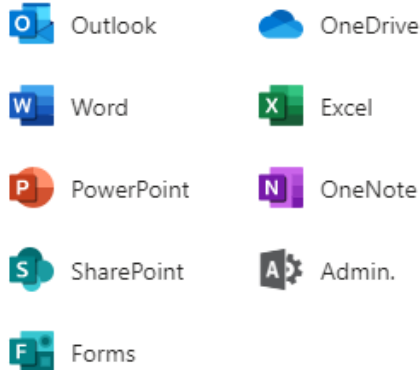 Outlook OneDrive
Word Excel
PowerPoint OneNote
SharePoint Admin.
Forms